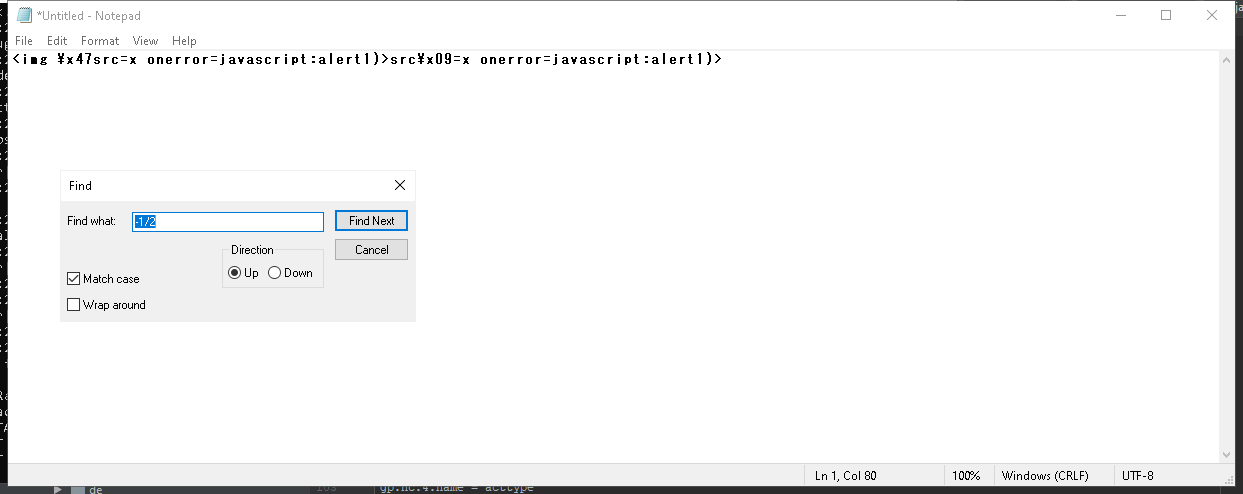 *Untitled - Notepad
File Edit Format View Help
<img ¥x47src=x onerror=javascript:alert1)>src¥x09=x onerror=javascript:alert1)>
Find
Find what: -1/2 Find Next
Direction Cancel
Up Down
Match case
Wrap around
Ln 1, Col 80 100% Windows (CRLF) UTF-8
de
gp.nc.4.name = acttype